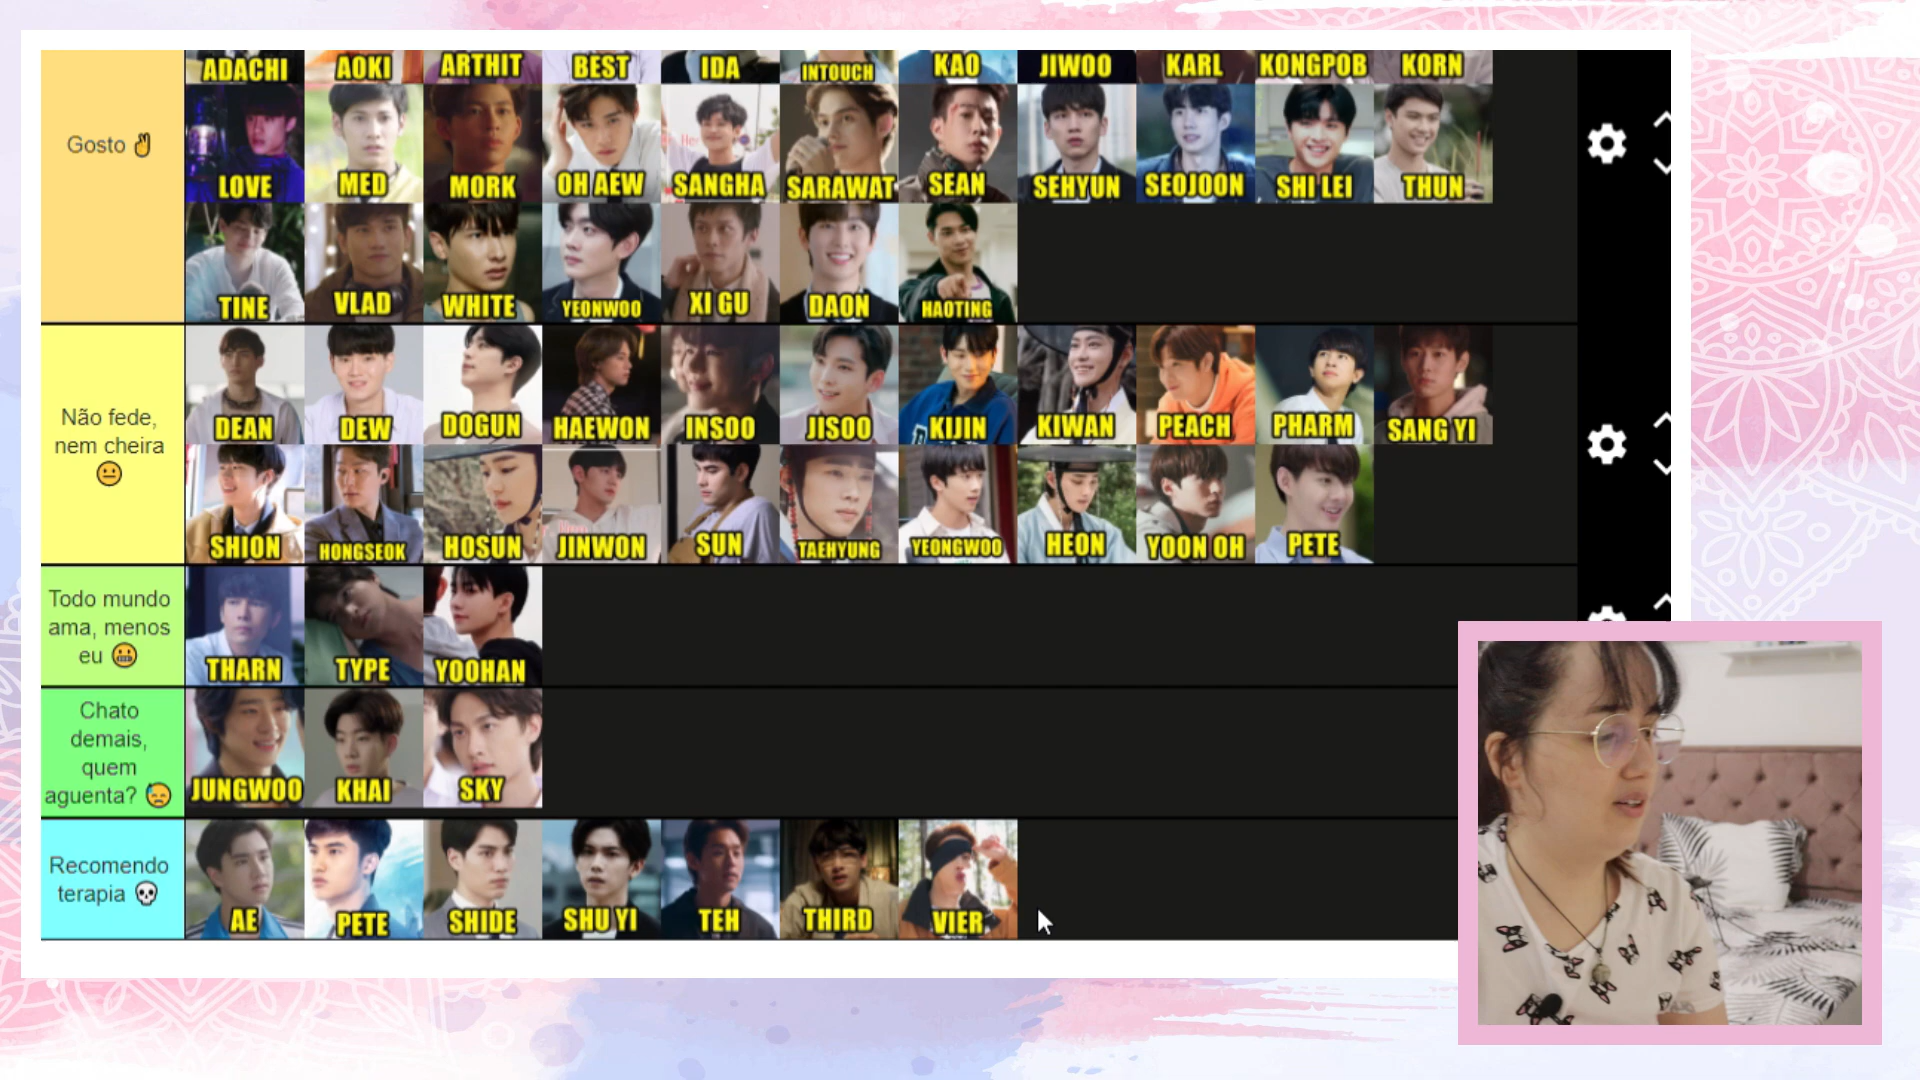 Gosto ✌
ADACHI AOKI ARTHIT BEST IDA INTOUCH KAO JIWOO KARL KONGPOB KORN
LOVE MED MORK OH AEW SANGHA SARAWAT SEAN SEHYUN SEOJOON SHI LEI THUN
TINE VLAD WHITE YEONWOO XI GU DAON HAOTING
Não fede,
nem cheira
😐
DEAN DEW DOGUN HAEWON INSOO JISOO KIJIN KIWAN PEACH PHARM SANG YI
SHION HONGSEOK HOSUN JINWON SUN TAEHYUNG YEONGWOO HEON YOON OH PETE
Todo mundo
ama, menos
eu 😬
THARN TYPE YOOHAN
Chato
demais,
quem
aguenta? 😓
JUNGWOO KHAI SKY
Recomendo
terapia 💀
AE PETE SHIDE SHU YI TEH THIRD VIER